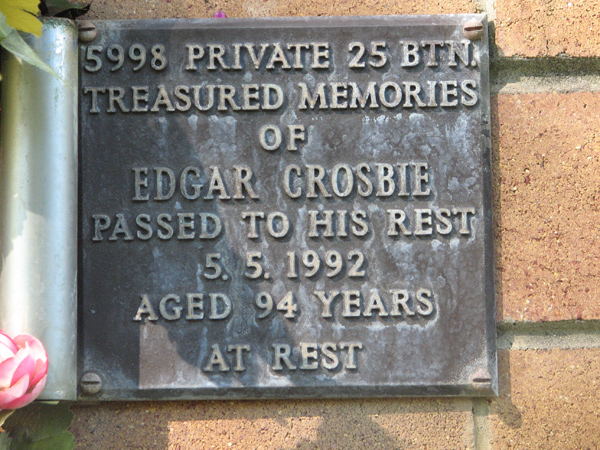 5998 PRIVATE 25 BTN.
TREASURED MEMORIES
OF
EDGAR CROSBIE
PASSED TO HIS REST
5. 5. 1992
AGED 94 YEARS
AT REST